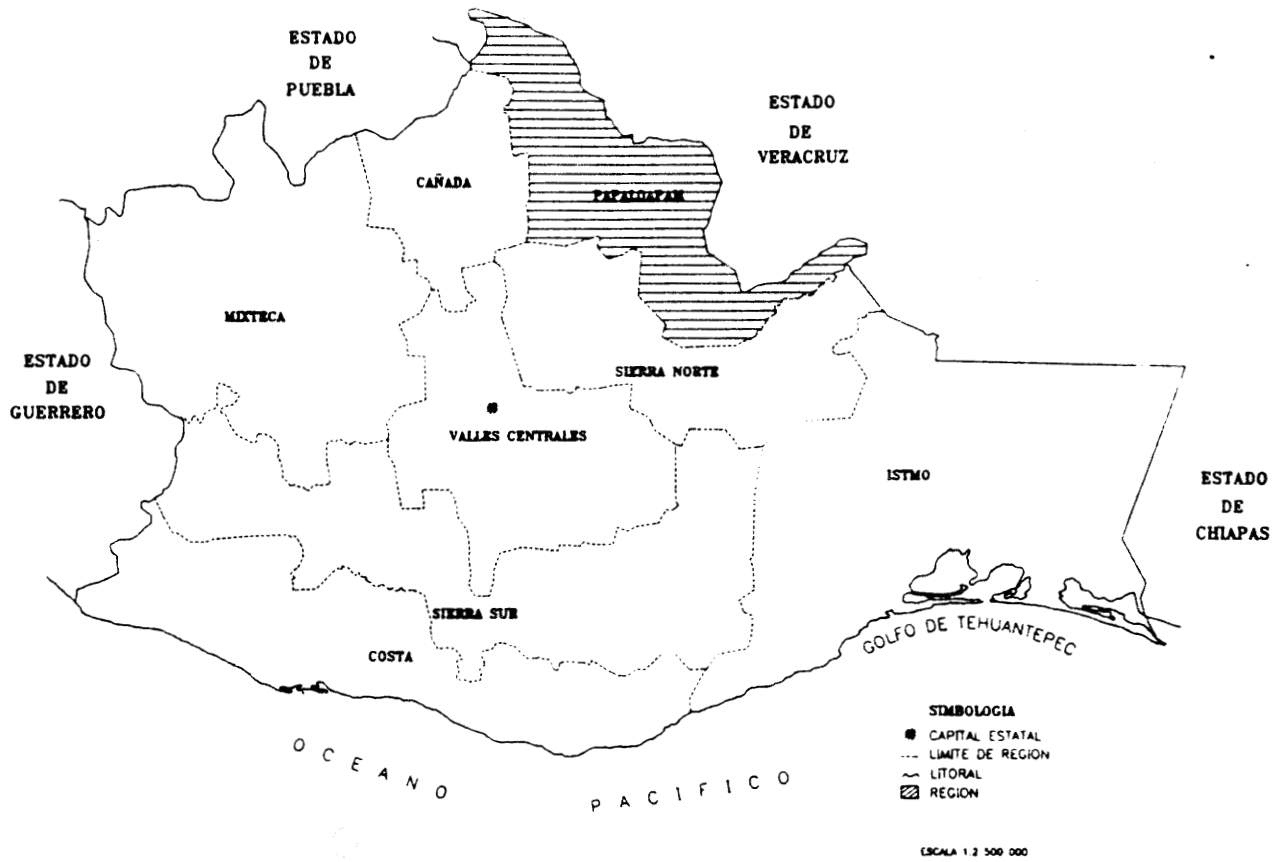 ESTADO
DE
PUEBLA
ESTADO
DE
VERACRUZ
CAÑADA
PAPALOAPAM
MIXTECA
ESTADO
DE
GUERRERO
SIERRA NORTE
VALLES CENTRALES
ISTMO
ESTADO
DE
CHIAPAS
SIERRA SUR
COSTA
GOLFO DE TEHUANTEPEC
OCEANO PACIFICO
SIMBOLOGIA
CAPITAL ESTATAL
LIMITE DE REGION
LITORAL
REGION
ESCALA 1:2 500 000